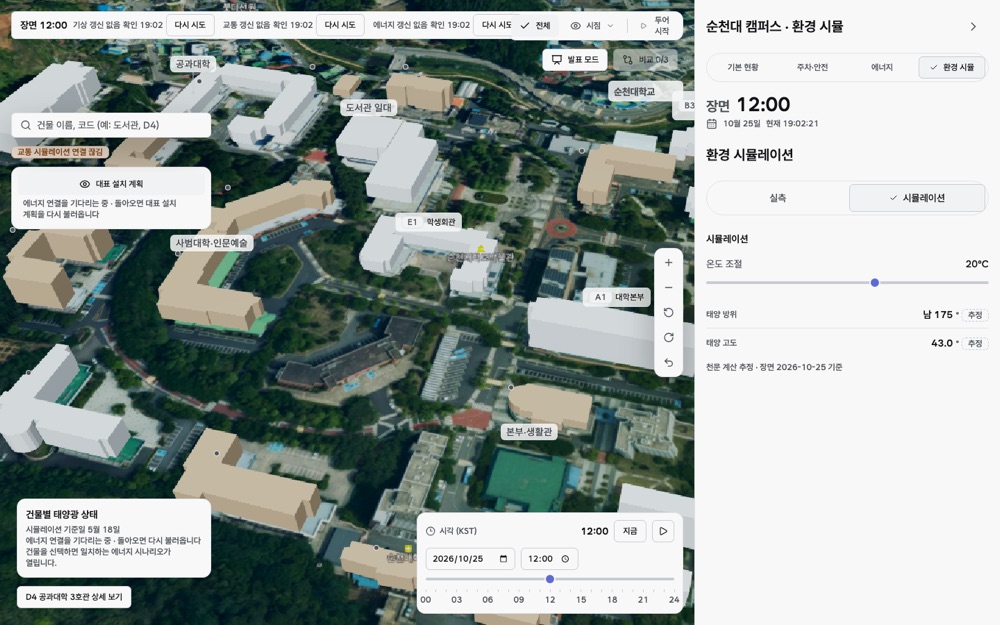 장면 12:00 기상 갱신 없음 확인 19:02 다시 시도 교통 갱신 없음 확인 19:02 다시 시도 에너지 갱신 없음 확인 19:02 다시 시도 전체 시점 투어 시작
발표 모드 비교 0/3
공과대학
순천대학교
B3
도서관 일대
건물 이름, 코드 (예: 도서관, D4)
교통 시뮬레이션 연결 끊김
대표 설치 계획
에너지 연결을 기다리는 중 · 돌아오면 대표 설치
계획을 다시 불러옵니다
E1 학생회관
사범대학·인문예술
A1 대학본부
본부·생활관
건물별 태양광 상태
시뮬레이션 기준일 5월 18일
에너지 연결을 기다리는 중 · 돌아오면 다시 불러옵니다
건물을 선택하면 일치하는 에너지 시나리오가
열립니다.
D4 공과대학 3호관 상세 보기
시각 (KST) 12:00 지금
2026/10/25 12:00
00 03 06 09 12 15 18 21 24
순천대 캠퍼스 · 환경 시뮬
기본 현황 주차·안전 에너지 환경 시뮬
장면 12:00
10월 25일 현재 19:02:21
환경 시뮬레이션
실측 시뮬레이션
시뮬레이션
온도 조절 20°C
태양 방위 남 175 ° 추정
태양 고도 43.0 ° 추정
천문 계산 추정 · 장면 2026-10-25 기준